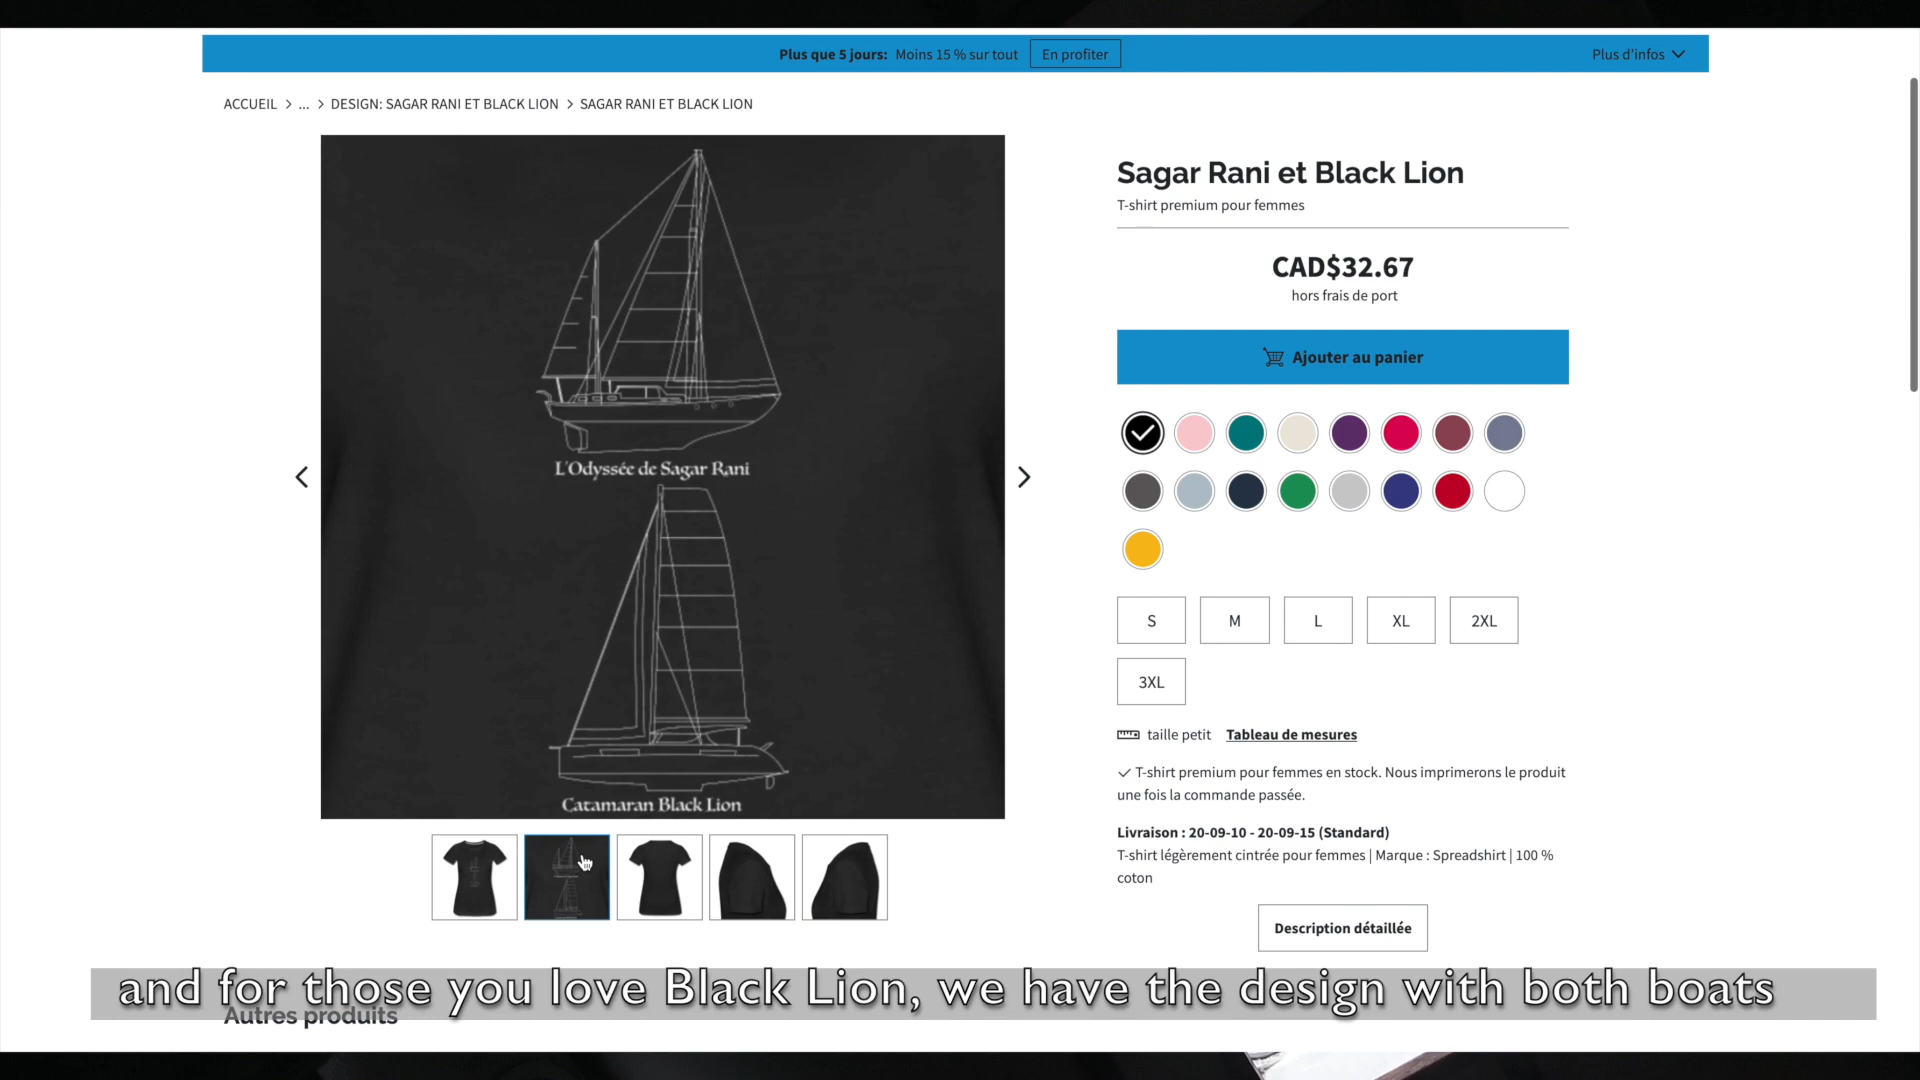 Plus que 5 jours: Moins 15 % sur tout En profiter Plus d'infos
ACCUEIL > ... > DESIGN: SAGAR RANI ET BLACK LION > SAGAR RANI ET BLACK LION
L'Odyssée de Sagar Rani
Catamaran Black Lion
Sagar Rani et Black Lion
T-shirt premium pour femmes
CAD$32.67
hors frais de port
Ajouter au panier
S M L XL 2XL
3XL
taille petit Tableau de mesures
T-shirt premium pour femmes en stock. Nous imprimerons le produit
une fois la commande passée.
Livraison : 20-09-10 - 20-09-15 (Standard)
T-shirt légèrement cintrée pour femmes | Marque : Spreadshirt | 100 %
coton
Description détaillée
and for those you love Black Lion, we have the design with both boats
Autres produits